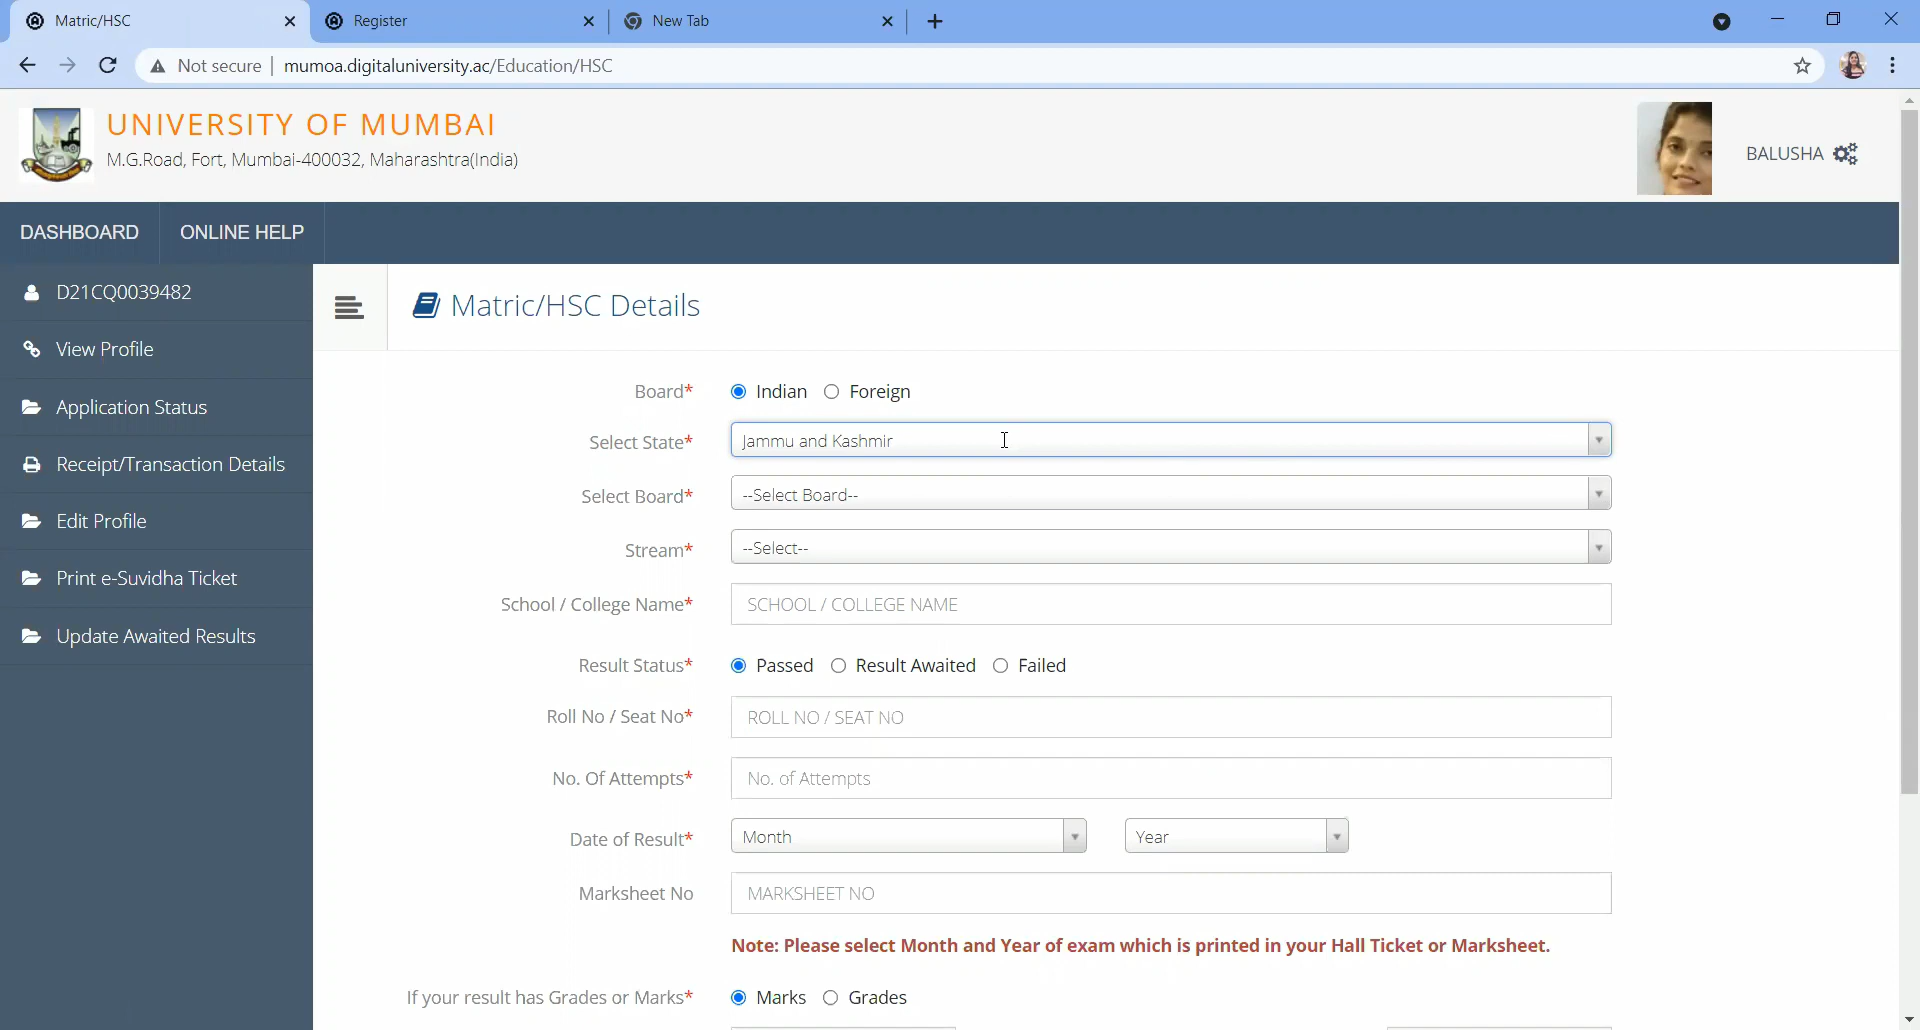 Matric/HSC
Register
New Tab
Not secure
mumoa.digitaluniversity.ac/Education/HSC
UNIVERSITY OF MUMBAI
M.G.Road, Fort, Mumbai-400032, Maharashtra(India)
BALUSHA
DASHBOARD
ONLINE HELP
D21CQ0039482
View Profile
Application Status
Receipt/Transaction Details
Edit Profile
Print e-Suvidha Ticket
Update Awaited Results
Matric/HSC Details
Board* Indian Foreign
Select State* Jammu and Kashmir
Select Board* --Select Board--
Stream* --Select--
School / College Name* SCHOOL / COLLEGE NAME
Result Status* Passed Result Awaited Failed
Roll No / Seat No* ROLL NO / SEAT NO
No. Of Attempts* No. of Attempts
Date of Result* Month Year
Marksheet No MARKSHEET NO
Note: Please select Month and Year of exam which is printed in your Hall Ticket or Marksheet.
If your result has Grades or Marks* Marks Grades